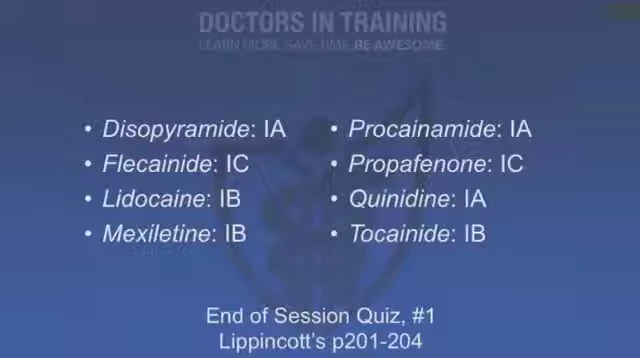 DOCTORS IN TRAINING
LEARN MORE. SAVE TIME. BE AWESOME.
• Disopyramide: IA
• Flecainide: IC
• Lidocaine: IB
• Mexiletine: IB
• Procainamide: IA
• Propafenone: IC
• Quinidine: IA
• Tocainide: IB
End of Session Quiz, #1
Lippincott's p201-204